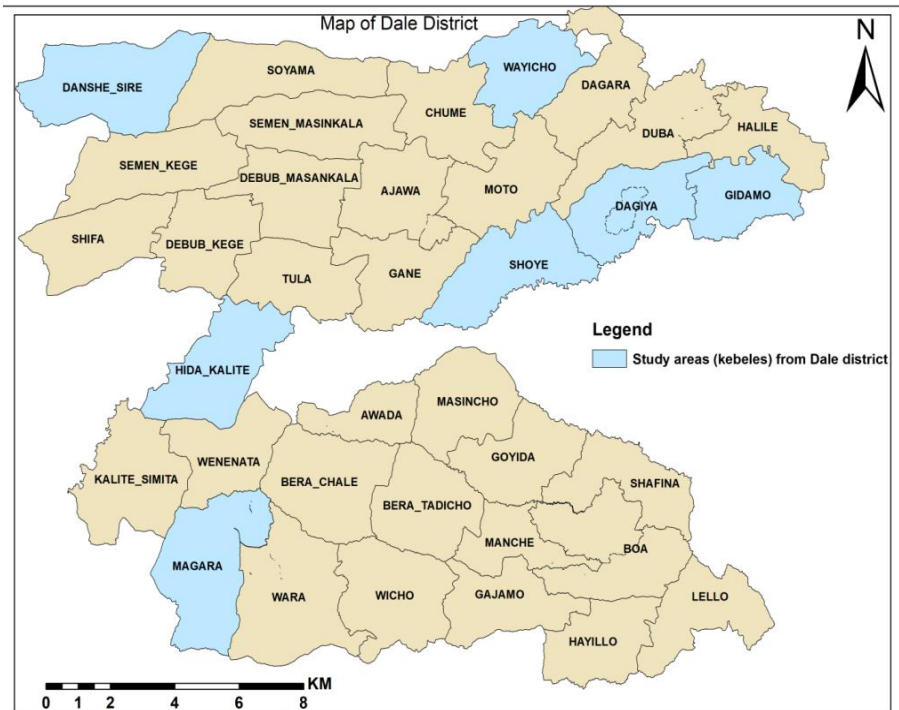 Map of Dale District
N
WAYICHO
SOYAMA
DANSHE_SIRE
DAGARA
CHUME
SEMEN_MASINKALA
DUBA
HALILE
SEMEN_KEGE
DEBUB_MASANKALA
AJAWA
MOTO
GIDAMO
DAGIYA
SHIFA
DEBUB_KEGE
SHOYE
GANE
TULA
Legend
Study areas (kebeles) from Dale district
HIDA_KALITE
MASINCHO
AWADA
GOYIDA
WENENATA
KALITE_SIMITA
BERA_CHALE
SHAFINA
BERA_TADICHO
MANCHE
BOA
MAGARA
WARA
WICHO
GAJAMO
LELLO
HAYILLO
KM
0 1 2 4 6 8